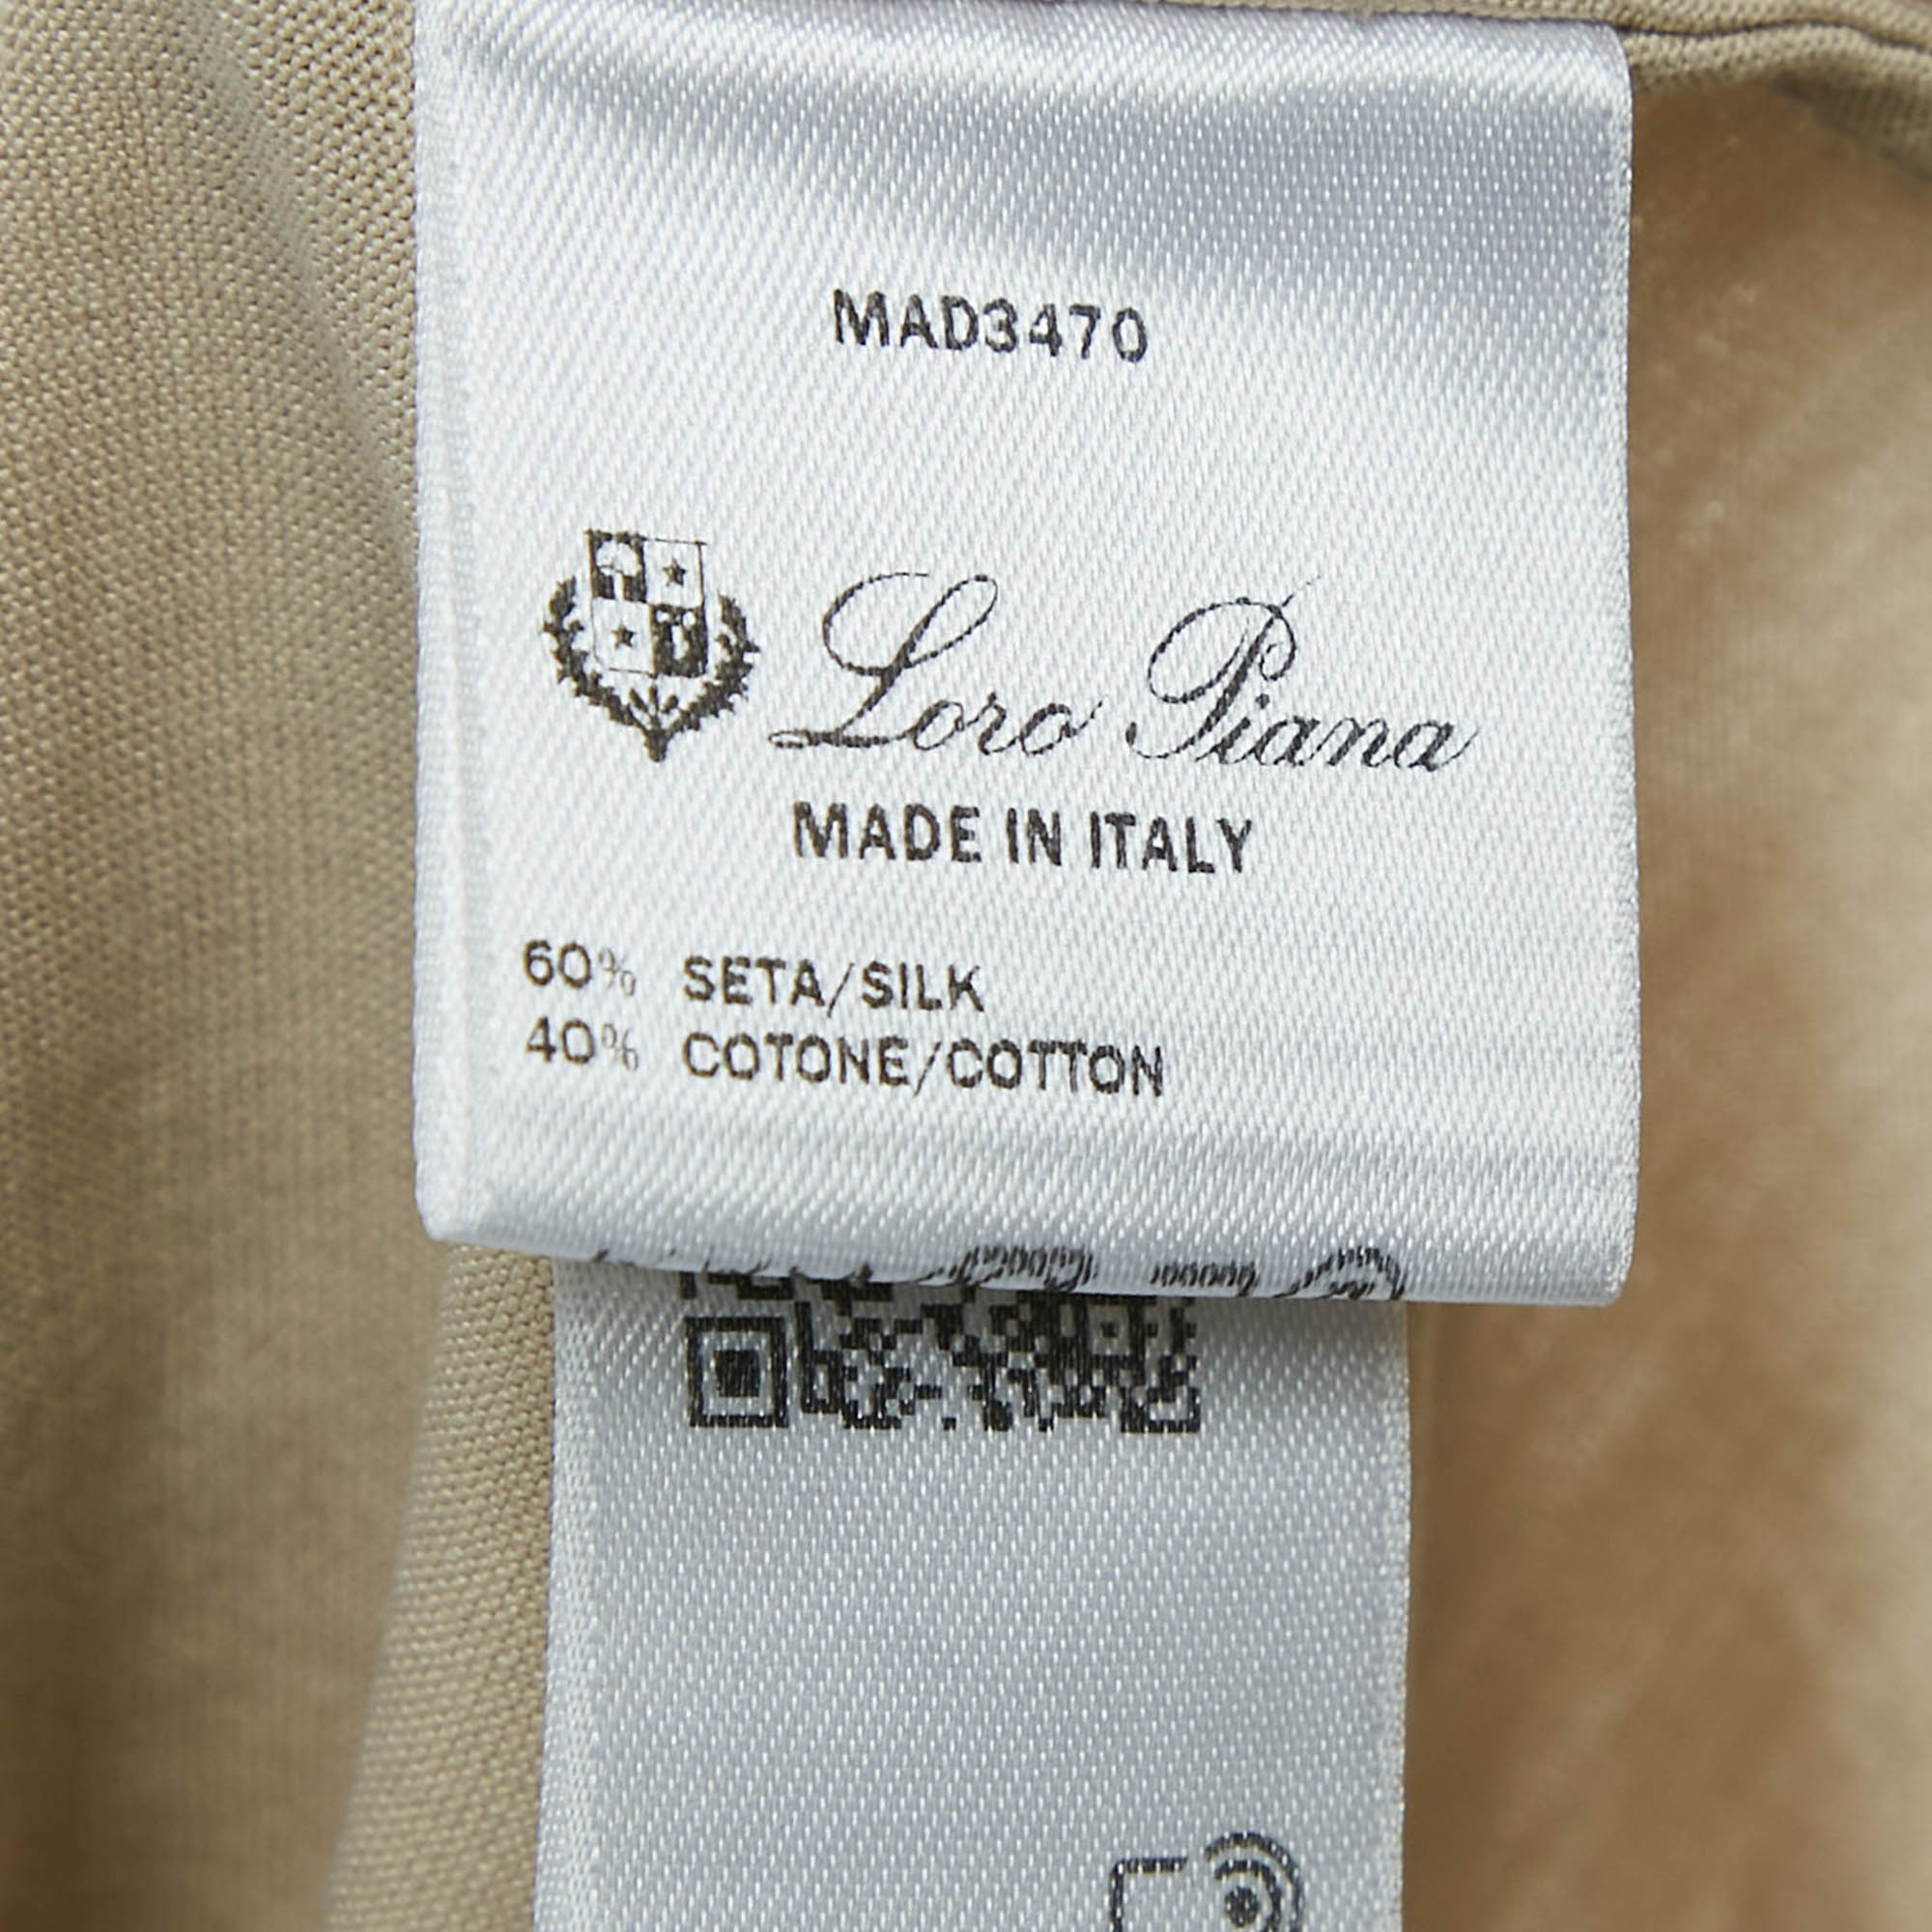 MAD3470
Loro Piana
MADE IN ITALY
60% SETA/SILK
40% COTONE/COTTON